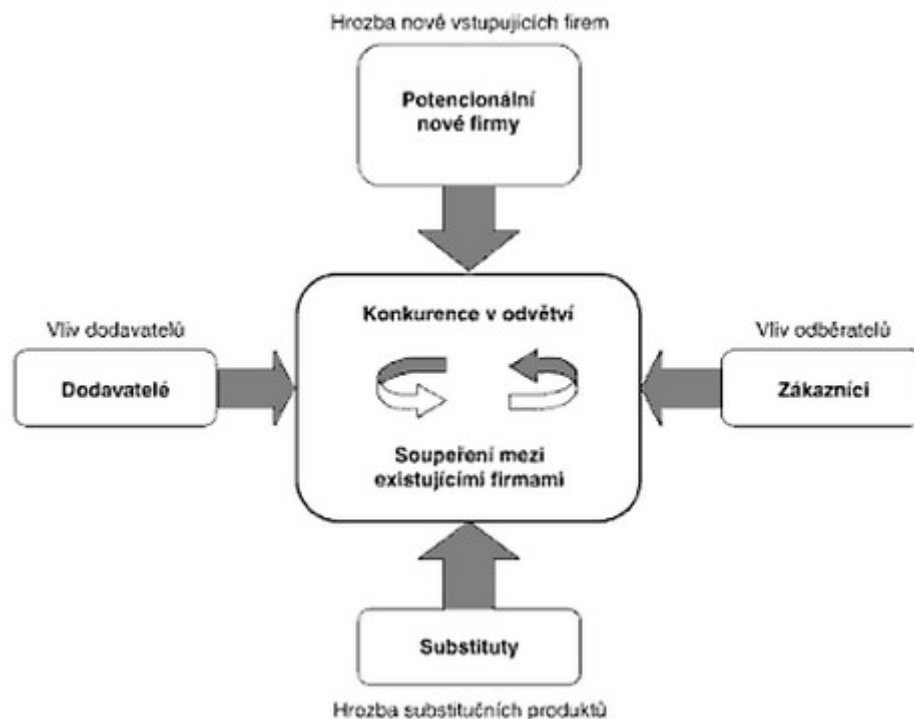 Hrozba nově vstupujících firem
Potencionální
nové firmy
Konkurence v odvětví
Vliv dodavatelů
Dodavatelé
Vliv odběratelů
Zákazníci
Soupeření mezi
existujícími firmami
Substituty
Hrozba substitučních produktů